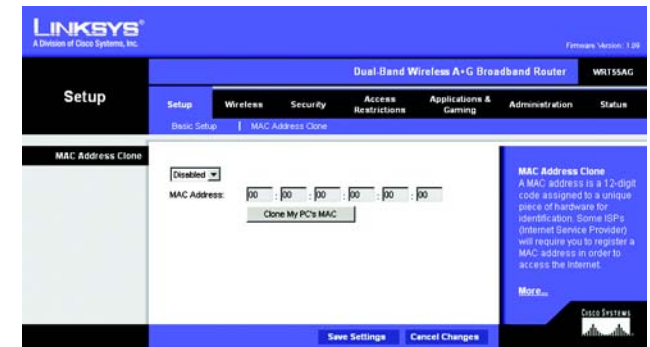 LINKSYS®
A Division of Cisco Systems, Inc.
Firmware Version: 1.09
Dual-Band Wireless A+G Broadband Router WRT55AG
Setup
Setup Wireless Security Access Restrictions Applications & Gaming Administration Status
Basic Setup | MAC Address Clone
MAC Address Clone
Disabled
MAC Address: 00 : 00 : 00 : 00 : 00 : 00
Clone My PC's MAC
MAC Address Clone
A MAC address is a 12-digit
code assigned to a unique
piece of hardware for
identification. Some ISPs
(Internet Service Provider)
will require you to register a
MAC address in order to
access the Internet.
More...
CISCO SYSTEMS
Save Settings Cancel Changes